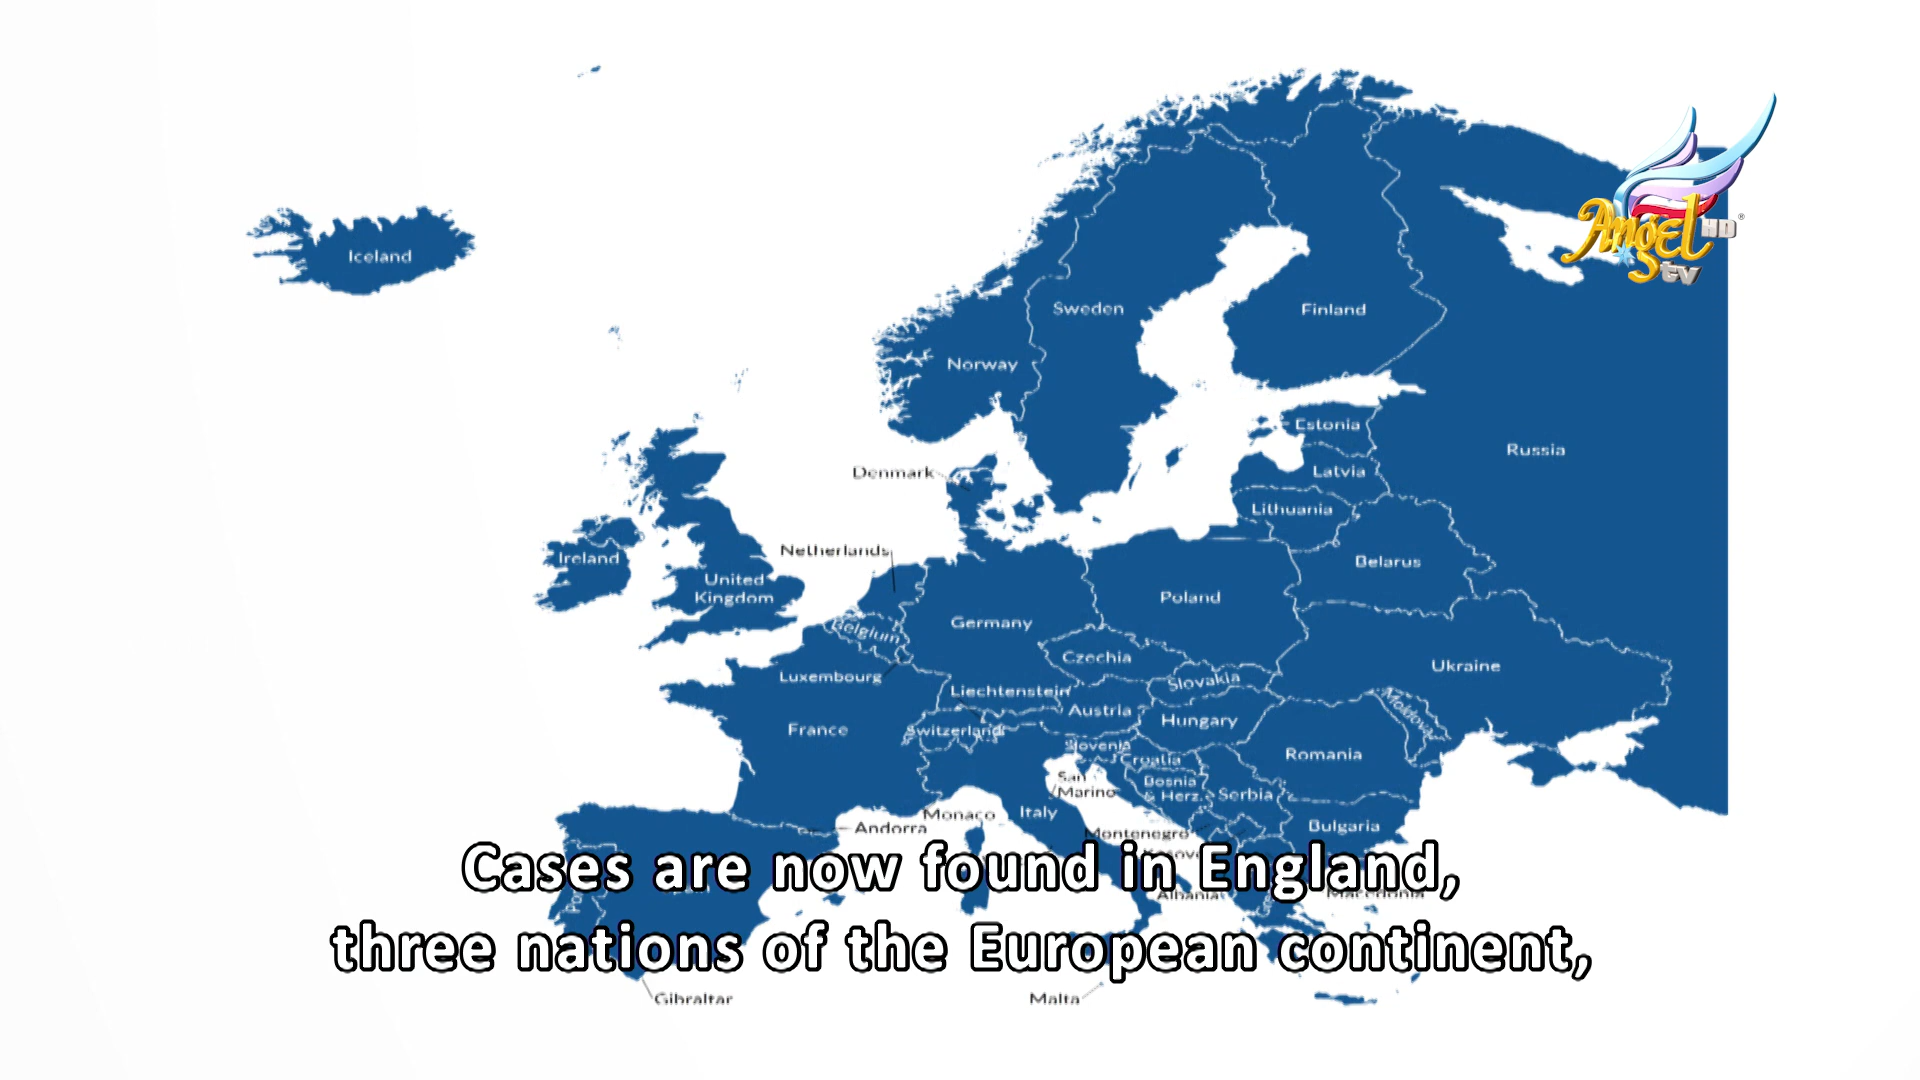 Angel HD
tv
Iceland
Sweden
Finland
Norway
Estonia
Russia
Denmark
Latvia
Lithuania
Netherlands
Ireland
Belarus
United
Kingdom
Poland
Germany
Belgium
Czechia
Ukraine
Luxembourg
Slovakia
Liechtenstein
Austria
Moldova
Hungary
France
Switzerland
Slovenia
Romania
Croatia
San
Marino
Bosnia
& Herz.
Serbia
Monaco
Italy
Andorra
Bulgaria
Montenegro
Cases are now found in England,
Albania
Macedonia
three nations of the European continent,
Gibraltar
Malta